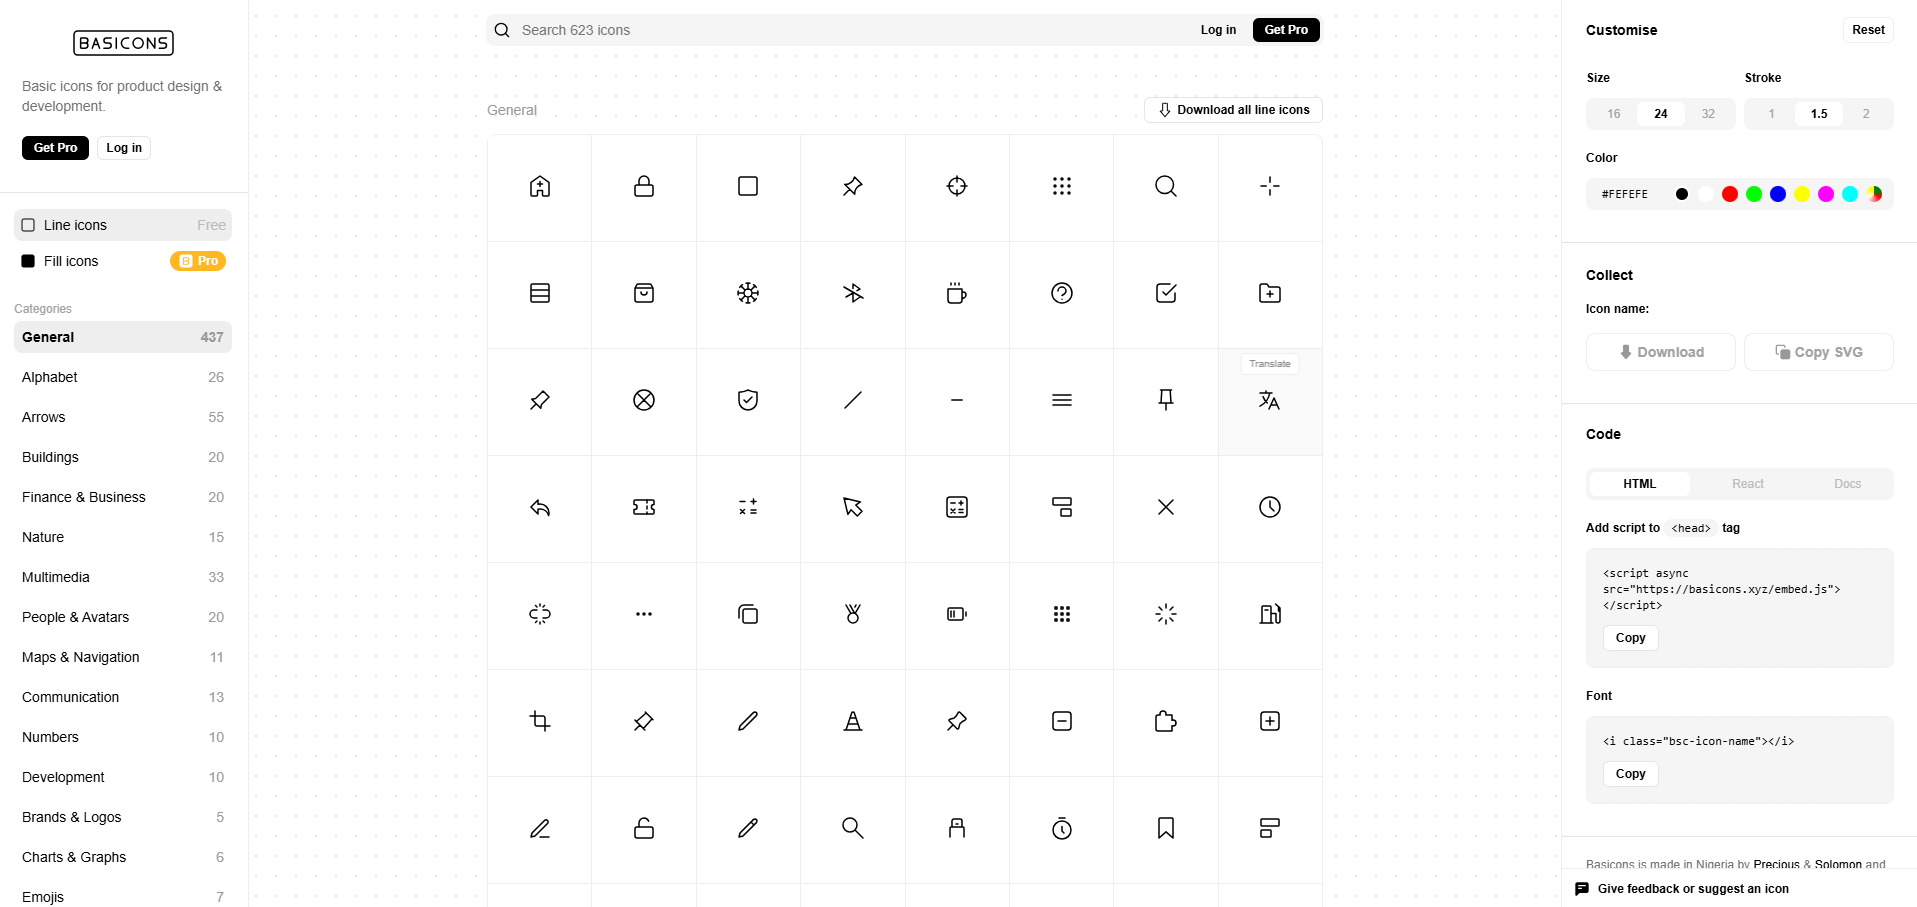 BASICONS
Basic icons for product design &
development.
Get Pro
Log in
Line icons
Free
Fill icons
B Pro
Categories
General
437
Alphabet
26
Arrows
55
Buildings
20
Finance & Business
20
Nature
15
Multimedia
33
People & Avatars
20
Maps & Navigation
11
Communication
13
Numbers
10
Development
10
Brands & Logos
5
Charts & Graphs
6
Emojis
7
Search 623 icons
Log in
Get Pro
General
Download all line icons
Translate
Customise
Reset
Size
Stroke
16
24
32
1
1.5
2
Color
#FEFEFE
Collect
Icon name:
Download
Copy SVG
Code
HTML
React
Docs
Add script to <head> tag
<script async
src="https://basicons.xyz/embed.js">
</script>
Copy
Font
<i class="bsc-icon-name"></i>
Copy
Basicons is made in Nigeria by Precious & Solomon and
Give feedback or suggest an icon